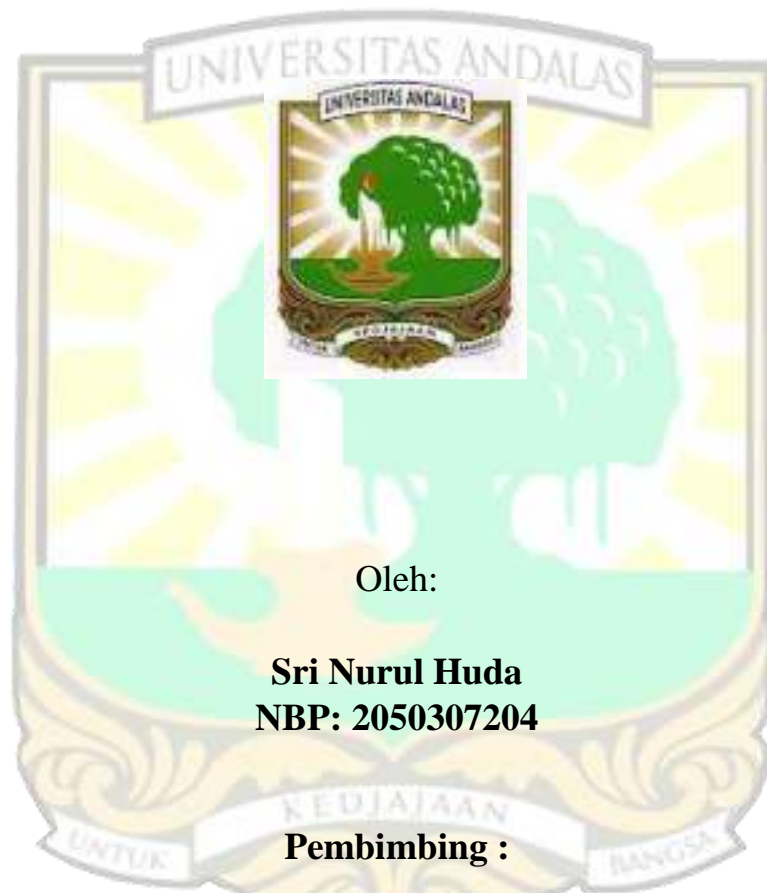 UNIVERSITAS ANDALAS
UNIVERSITAS ANDALAS
KEDJAJAAN
Oleh:
Sri Nurul Huda
NBP: 2050307204
KEDJAJAAN
UNTUK
BANGSA
Pembimbing :